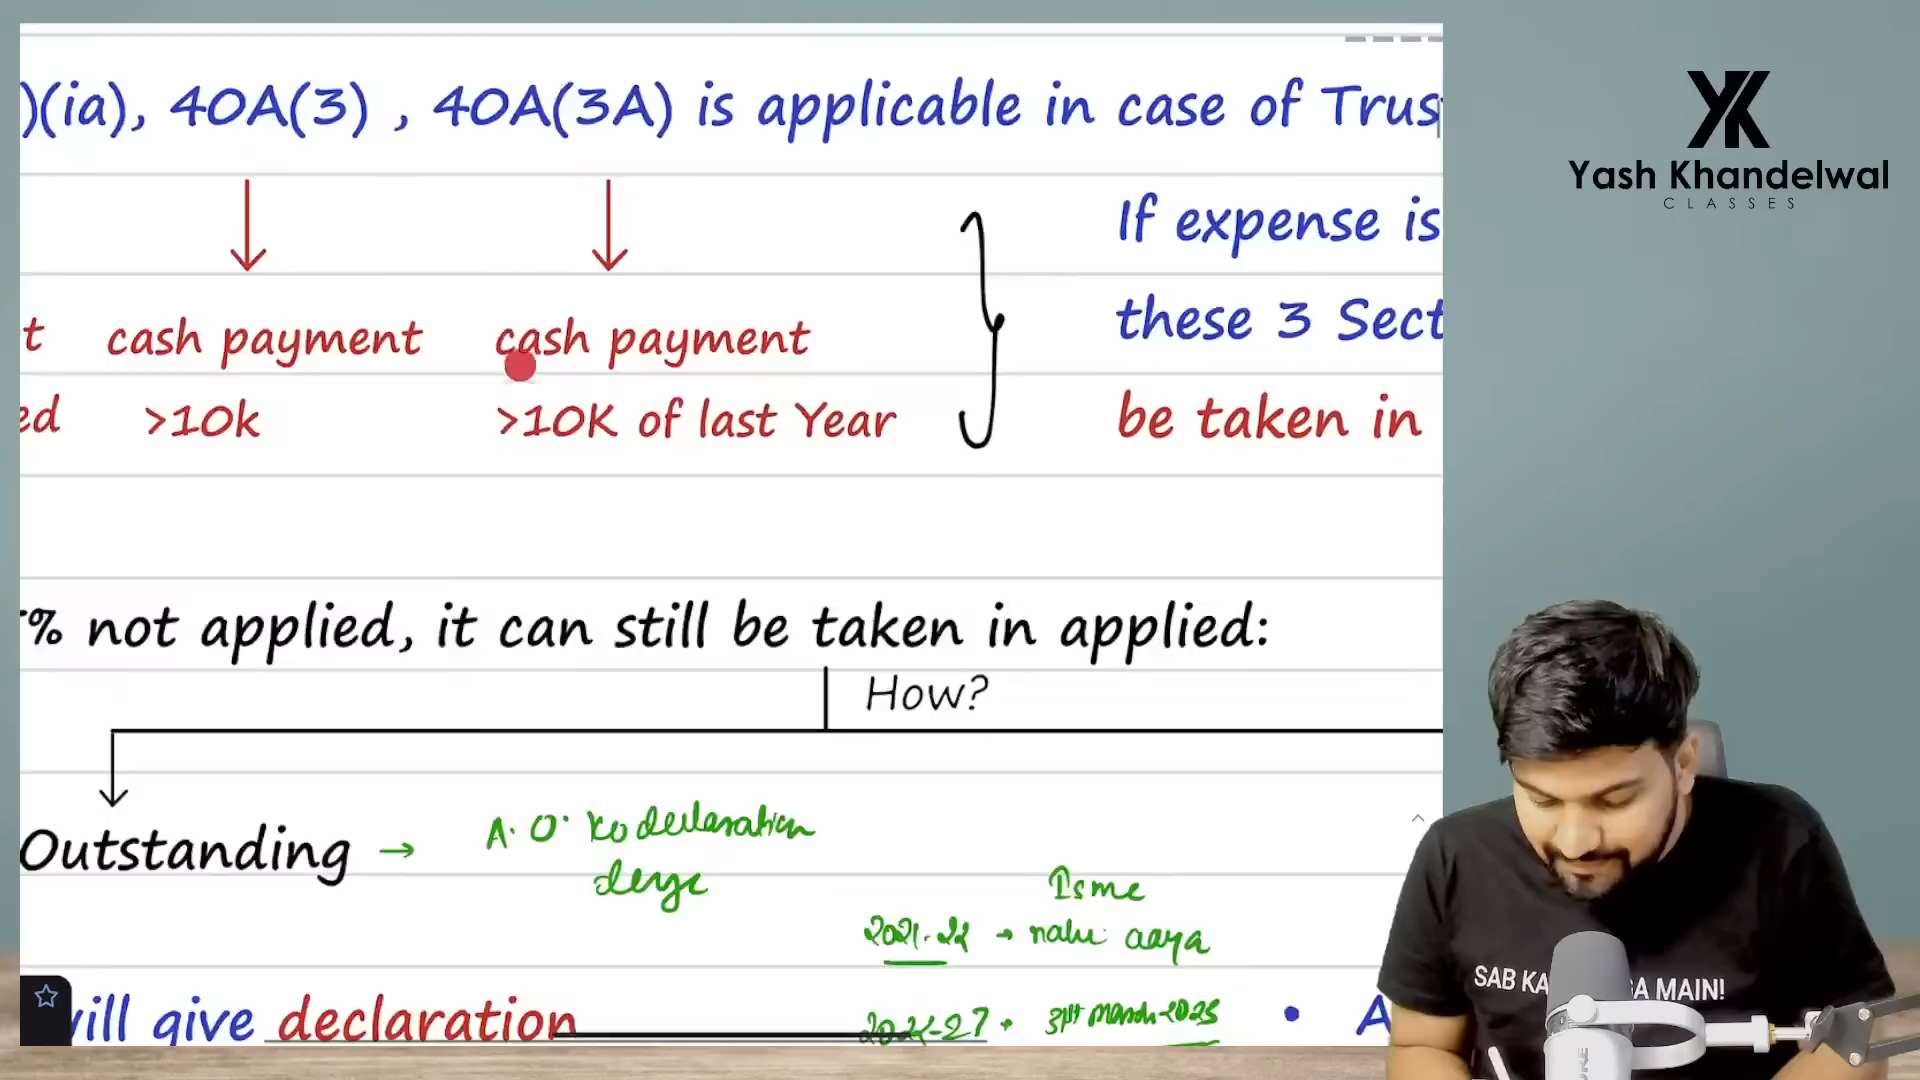 )(ia), 40A(3) , 40A(3A) is applicable in case of Trus
If expense is
these 3 Sect
be taken in
t cash payment cash payment
ed >10k >10K of last Year
% not applied, it can still be taken in applied:
How?
Outstanding → A.O. ko declaration
denge
Isme
2021-22 → nahi aaya
will give declaration
31st March-2025
• A
YK
Yash Khandelwal
CLASSES
SAB KA
GA MAIN!